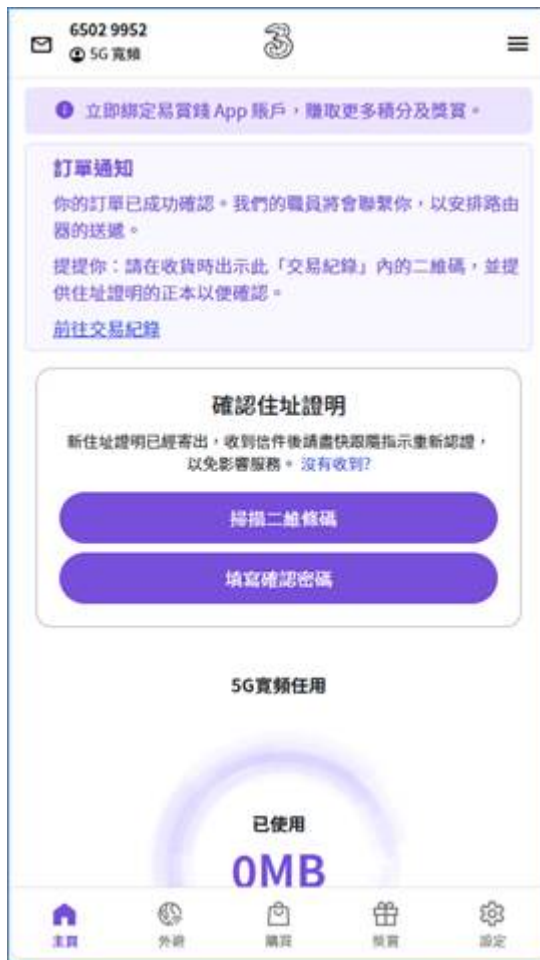 6502 9952
5G 寬頻
立即綁定易賞錢 App 賬戶，賺取更多積分及獎賞。
訂單通知
你的訂單已成功確認。我們的職員將會聯繫你，以安排路由
器的送遞。
提提你：請在收貨時出示此「交易紀錄」內的二維碼，並提
供住址證明的正本以便確認。
前往交易紀錄
確認住址證明
新住址證明已經寄出，收到信件後請盡快跟隨指示重新認證，
以免影響服務。 沒有收到?
掃描二維條碼
填寫確認密碼
5G寬頻任用
已使用
0MB
主頁
外遊
購買
獎賞
設定